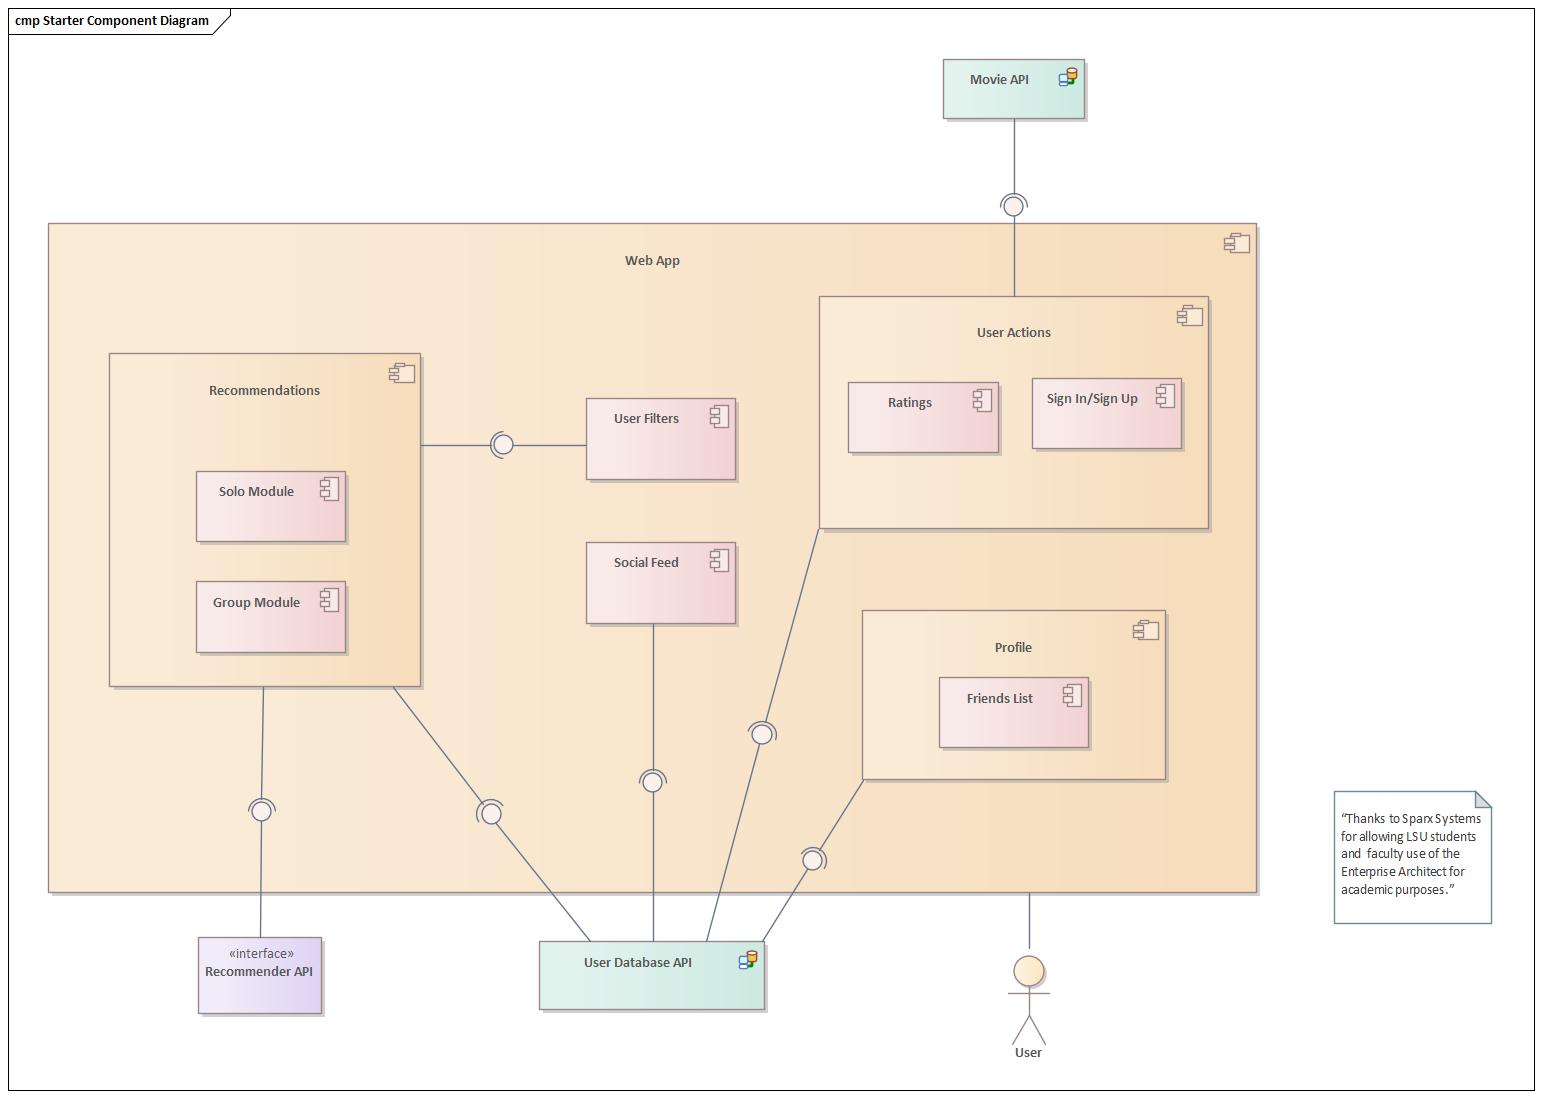 cmp Starter Component Diagram
Movie API
Web App
User Actions
Recommendations
User Filters
Ratings
Sign In/Sign Up
Solo Module
Social Feed
Group Module
Profile
Friends List
“Thanks to Sparx Systems
for allowing LSU students
and faculty use of the
Enterprise Architect for
academic purposes.”
«interface»
Recommender API
User Database API
User